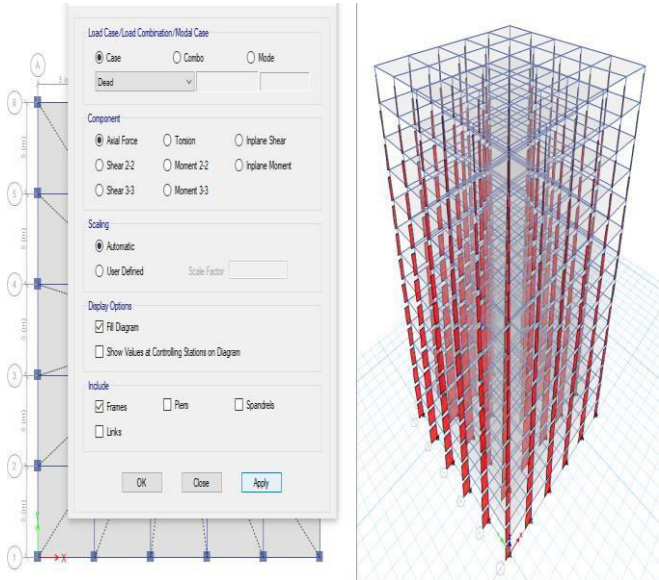 Load Case/Load Combination/Modal Case
Case Combo Mode
Dead
Component
Axial Force Torsion Inplane Shear
Shear 2-2 Moment 2-2 Inplane Moment
Shear 3-3 Moment 3-3
Scaling
Automatic
User Defined Scale Factor
Display Options
Fill Diagram
Show Values at Controlling Stations on Diagram
Include
Frames Piers Spandrels
Links
OK Close Apply
A
6
5
4
3
2
1
Y
X